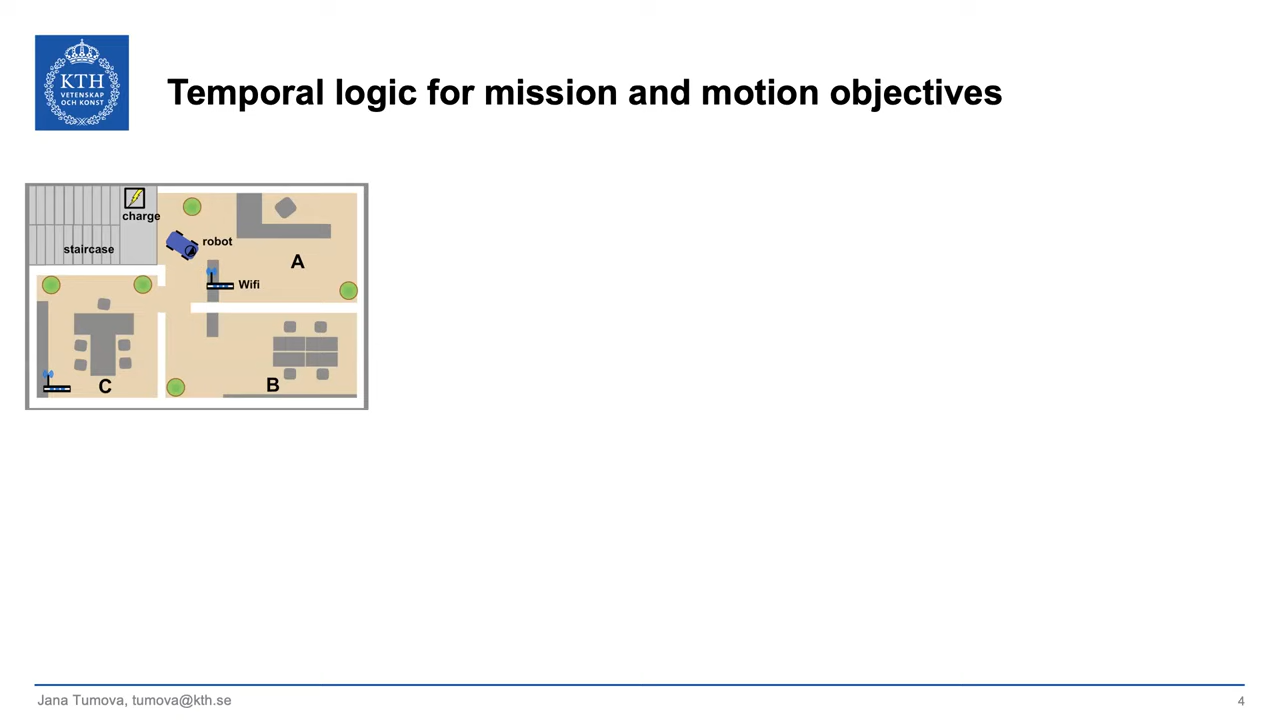 KTH
VETENSKAP
OCH KONST
Temporal logic for mission and motion objectives
charge
staircase
robot
A
Wifi
C
B
Jana Tumova, tumova@kth.se
4